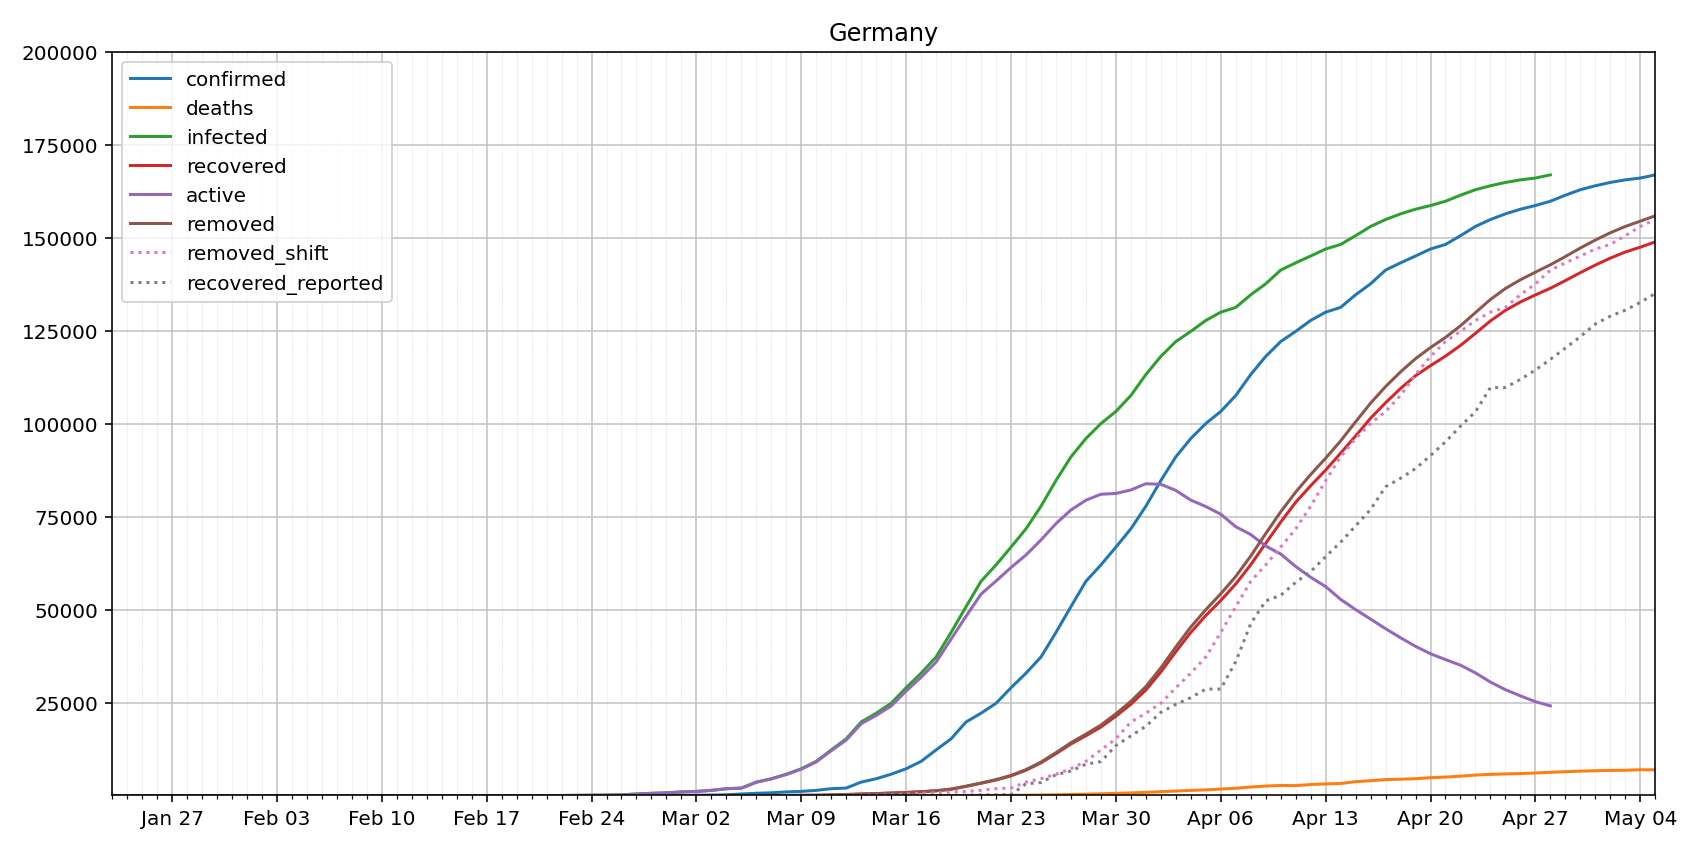 Germany
200000
175000
150000
125000
100000
75000
50000
25000
confirmed
deaths
infected
recovered
active
removed
removed_shift
recovered_reported
Jan 27 Feb 03 Feb 10 Feb 17 Feb 24 Mar 02 Mar 09 Mar 16 Mar 23 Mar 30 Apr 06 Apr 13 Apr 20 Apr 27 May 04